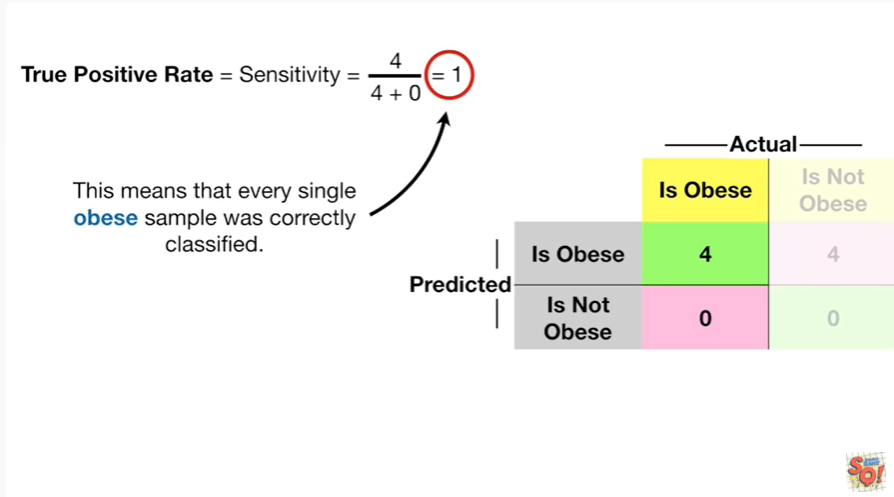 True Positive Rate = Sensitivity = 4 / 4 + 0 = 1
This means that every single
obese sample was correctly
classified.
Actual
Is Obese
Is Not
Obese
Predicted
Is Obese
4
4
Is Not
Obese
0
0
SQ!